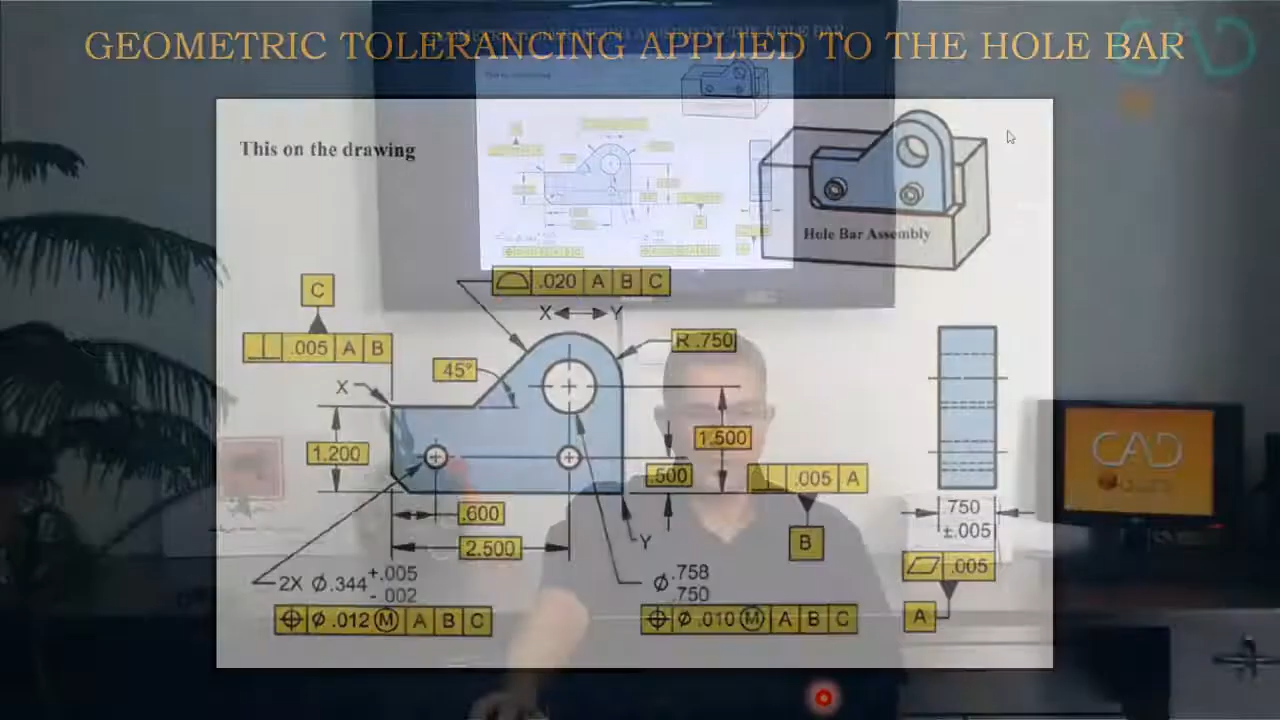 GEOMETRIC TOLERANCING APPLIED TO THE HOLE BAR
This on the drawing
Hole Bar Assembly
⌓ .020 A B C
X ↔ Y
C
⟂ .005 A B
R .750
45°
X
1.200
1.500
.500
⟂ .005 A
B
.600
2.500
Y
.750
±.005
⏥ .005
A
2X Ø.344 +.005
- .002
⌖ Ø .012 Ⓜ A B C
Ø .758
.750
⌖ Ø .010 Ⓜ A B C
CAD